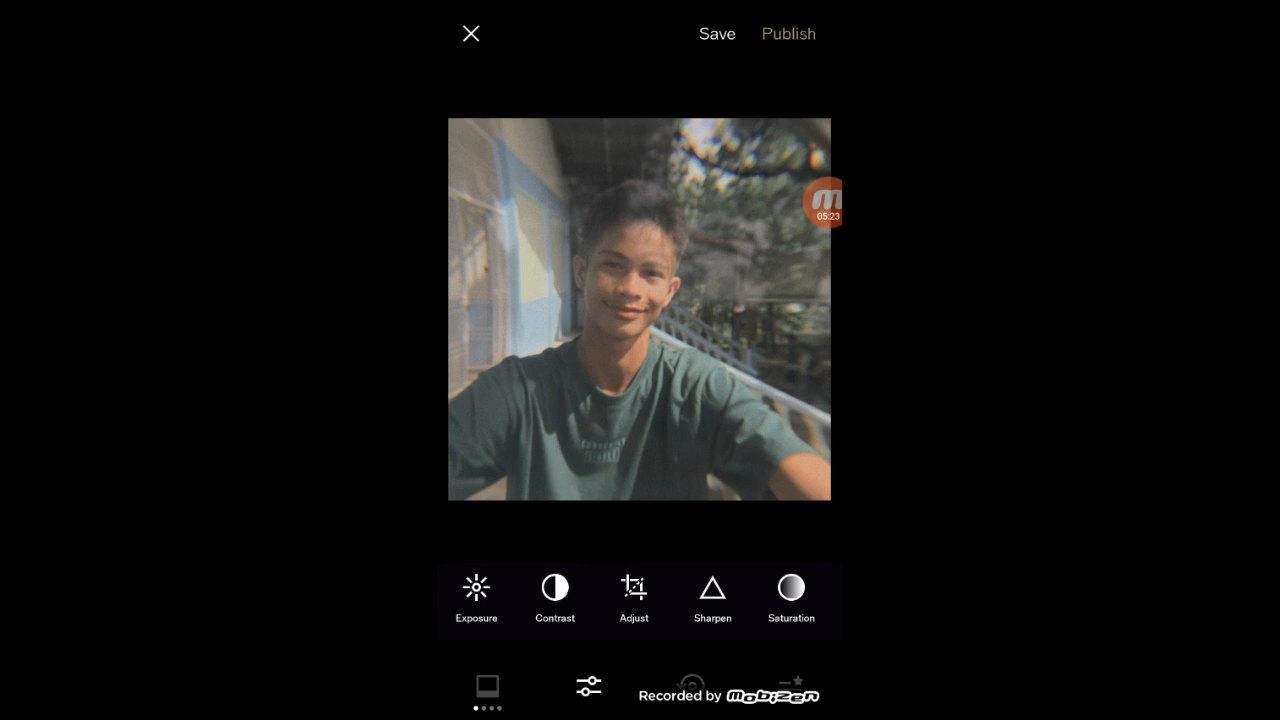 Save Publish
m
05:23
Exposure Contrast Adjust Sharpen Saturation
Recorded by Mobizen